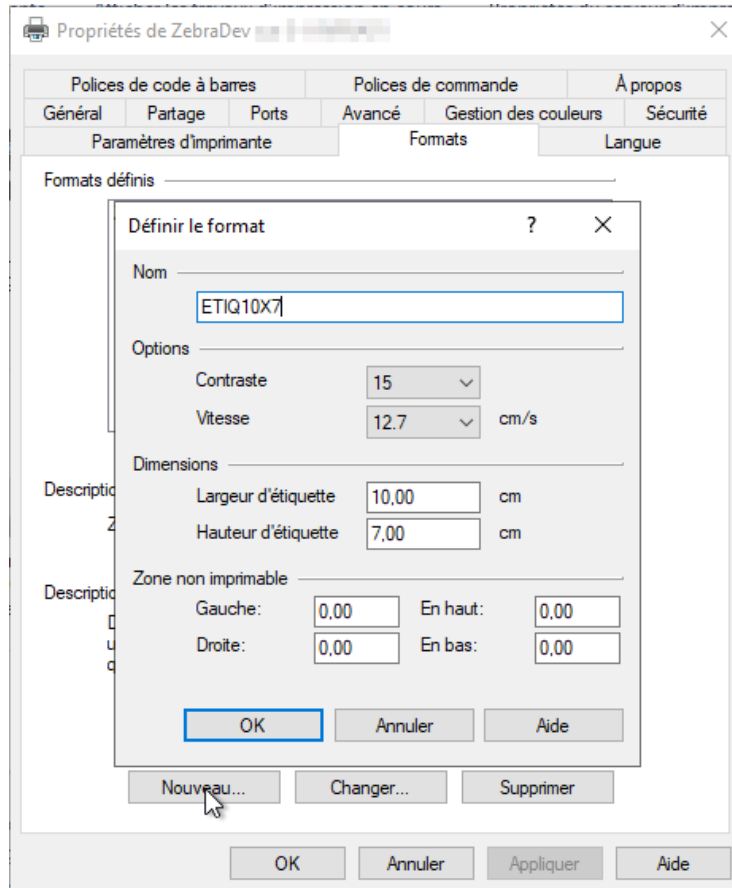 Propriétés de ZebraDev
Polices de code à barres Polices de commande À propos
Général Partage Ports Avancé Gestion des couleurs Sécurité
Paramètres d'imprimante Formats Langue
Formats définis
Définir le format ?
Nom
ETIQ10X7
Options
Contraste 15
Vitesse 12.7 cm/s
Dimensions
Largeur d'étiquette 10,00 cm
Hauteur d'étiquette 7,00 cm
Zone non imprimable
Gauche: 0,00 En haut: 0,00
Droite: 0,00 En bas: 0,00
OK Annuler Aide
Nouveau... Changer... Supprimer
OK Annuler Appliquer Aide